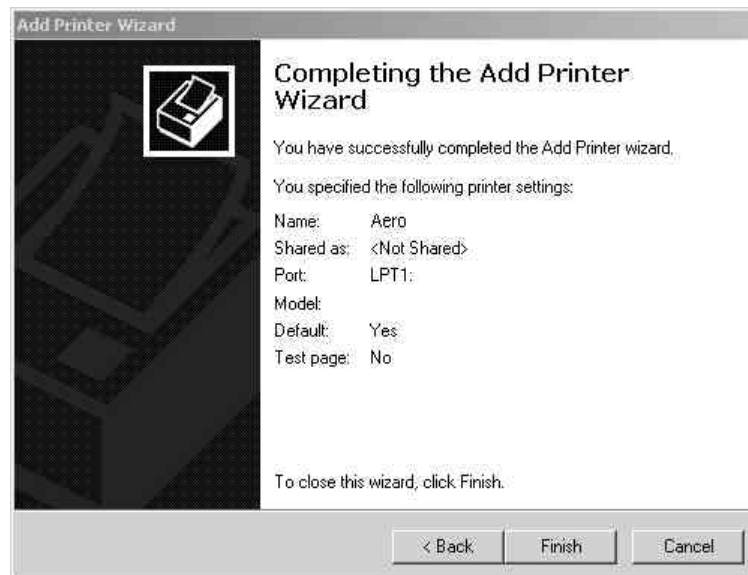 Add Printer Wizard
Completing the Add Printer
Wizard
You have successfully completed the Add Printer wizard.
You specified the following printer settings:
Name: Aero
Shared as: <Not Shared>
Port: LPT1:
Model:
Default: Yes
Test page: No
To close this wizard, click Finish.
< Back Finish Cancel